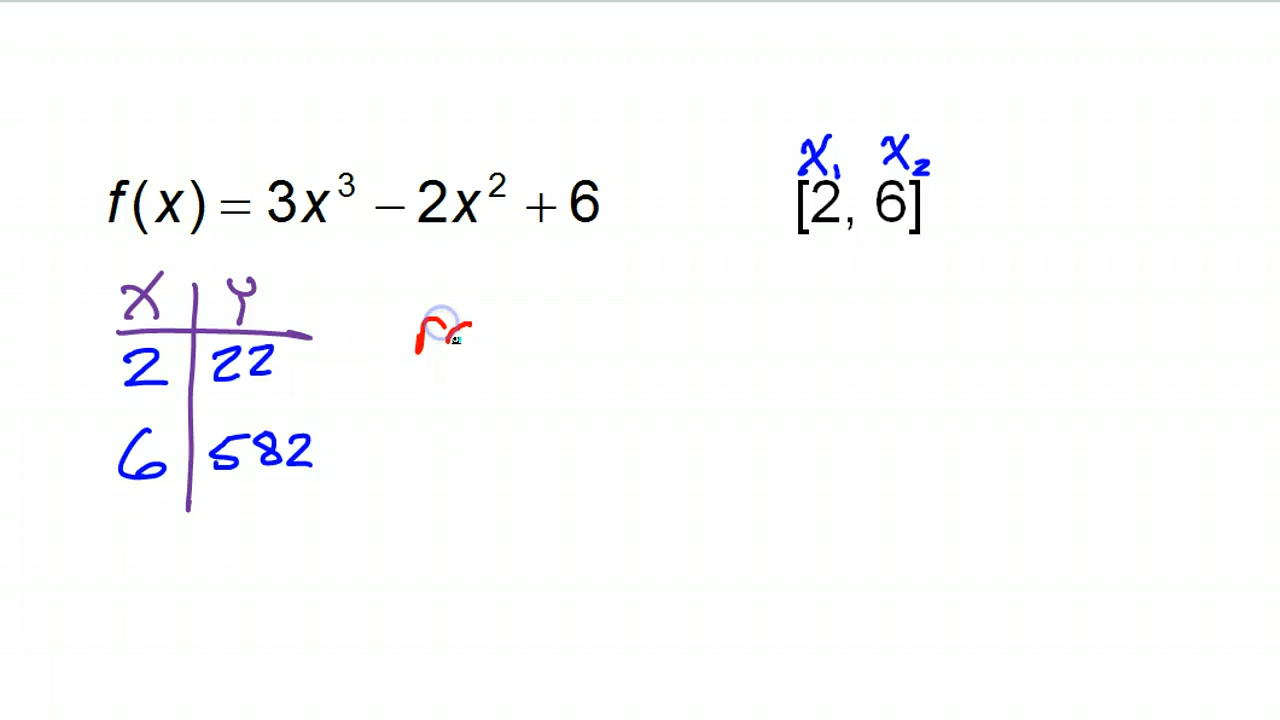 x₁ x₂
f(x) = 3x³ − 2x² + 6 [2, 6]
X Y
2 22
6 582